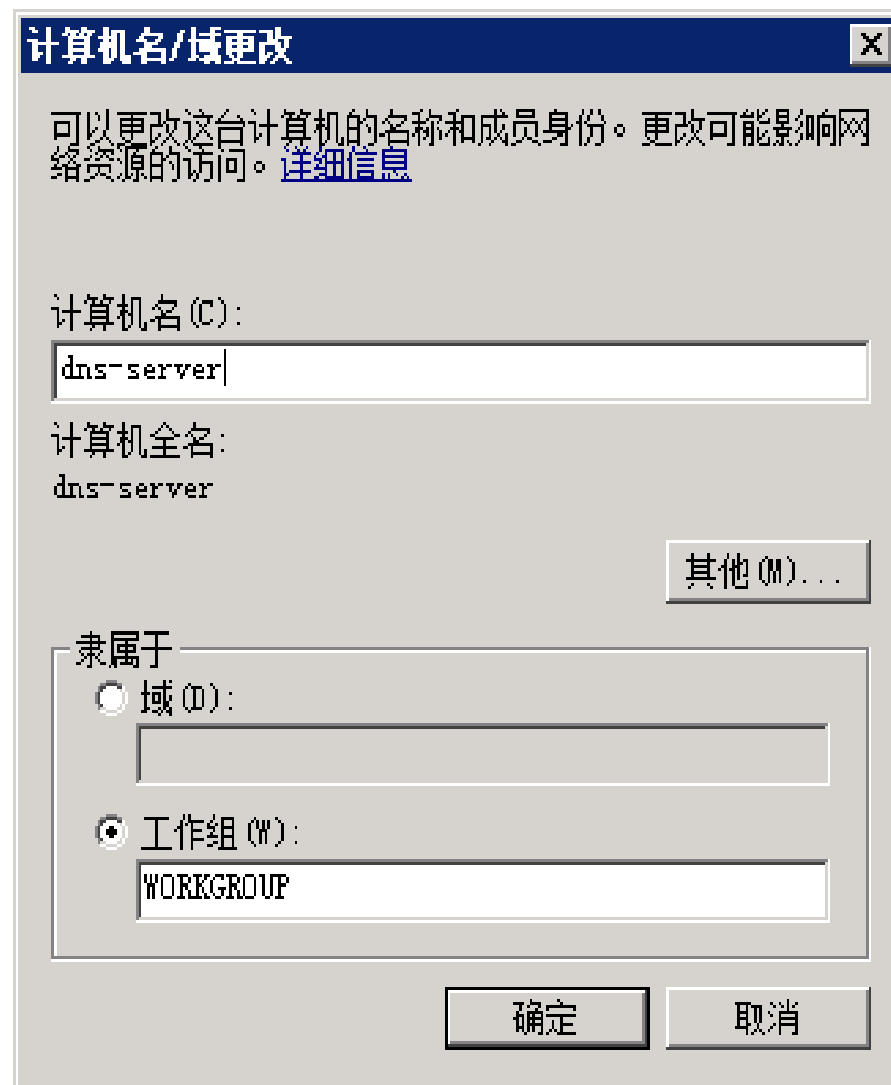 计算机名/域更改
可以更改这台计算机的名称和成员身份。更改可能影响网
络资源的访问。详细信息
计算机名(C):
dns-server
计算机全名:
dns-server
其他(M)...
隶属于
域(D):
工作组(W):
WORKGROUP
确定
取消